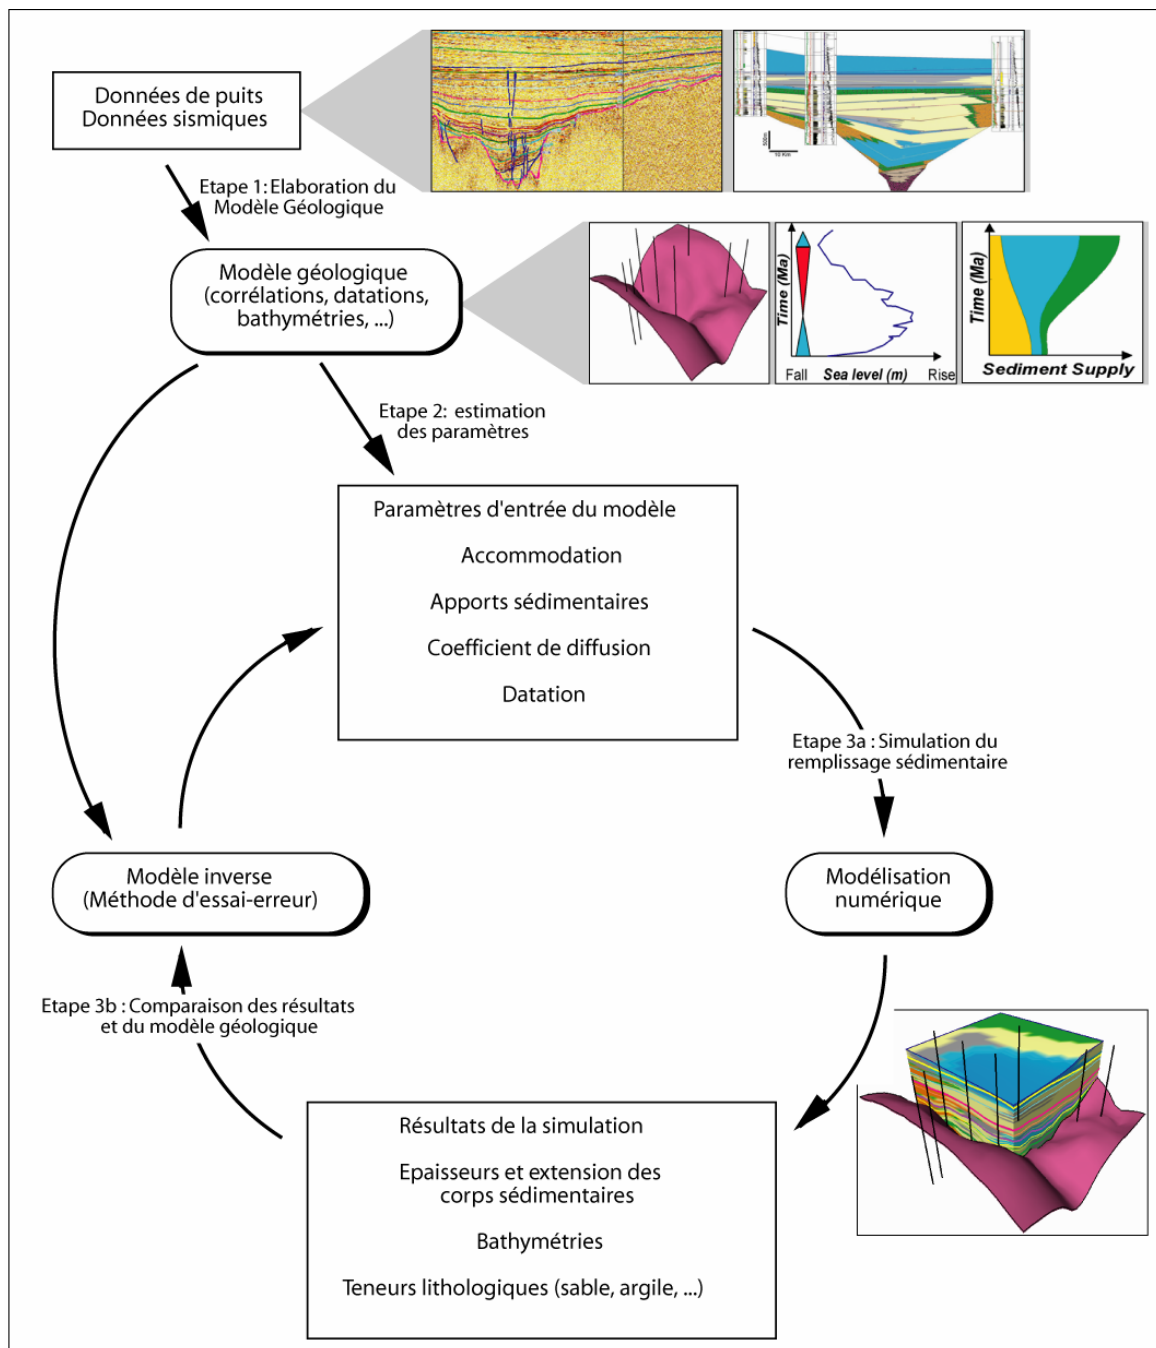 Données de puits
Données sismiques
500m
10 Km
Etape 1: Elaboration du
Modèle Géologique
Modèle géologique
(corrélations, datations,
bathymétries, ...)
Time (Ma)
Fall Sea level (m) Rise
Time (Ma)
Sediment Supply
Etape 2: estimation
des paramètres
Paramètres d'entrée du modèle
Accommodation
Apports sédimentaires
Coefficient de diffusion
Datation
Etape 3a : Simulation du
remplissage sédimentaire
Modèle inverse
(Méthode d'essai-erreur)
Modélisation
numérique
Etape 3b : Comparaison des résultats
et du modèle géologique
Résultats de la simulation
Epaisseurs et extension des
corps sédimentaires
Bathymétries
Teneurs lithologiques (sable, argile, ...)